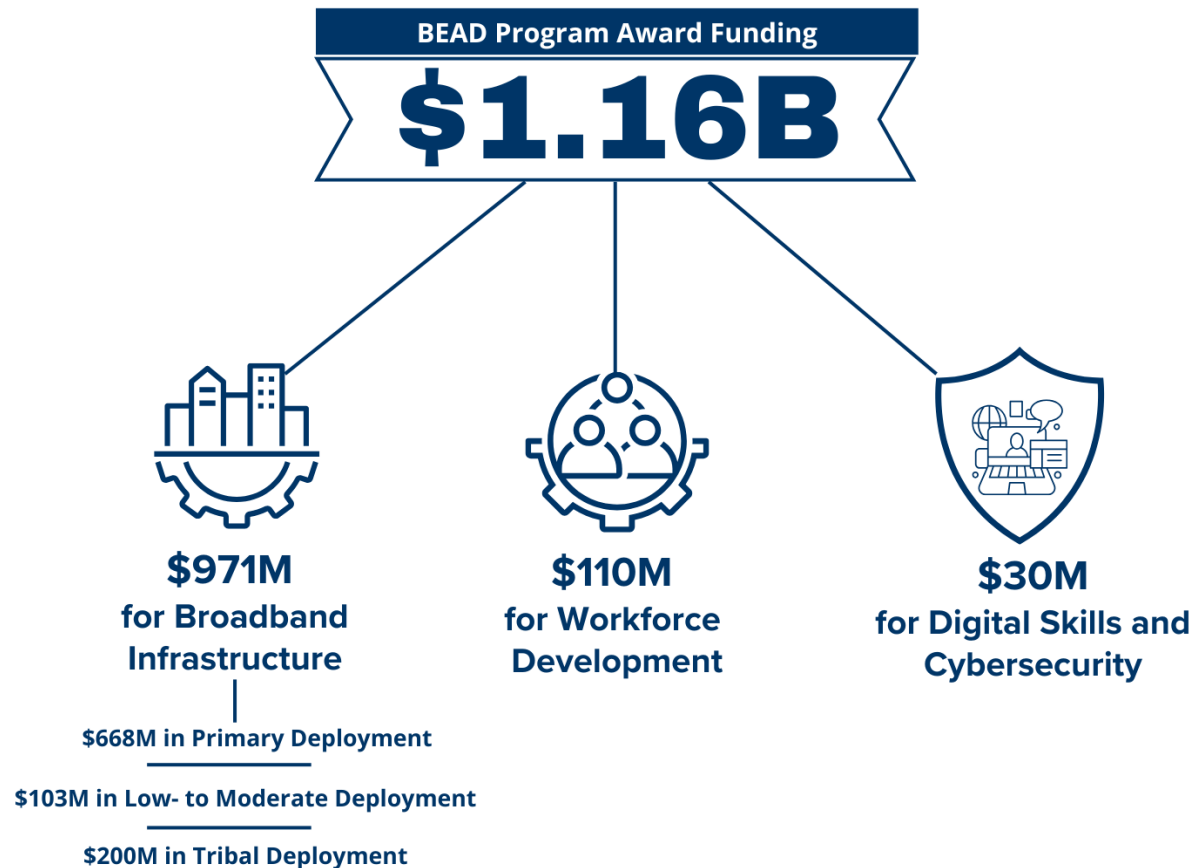 BEAD Program Award Funding
$1.16B
$971M
for Broadband
Infrastructure
$668M in Primary Deployment
$103M in Low- to Moderate Deployment
$200M in Tribal Deployment
$110M
for Workforce
Development
$30M
for Digital Skills and
Cybersecurity